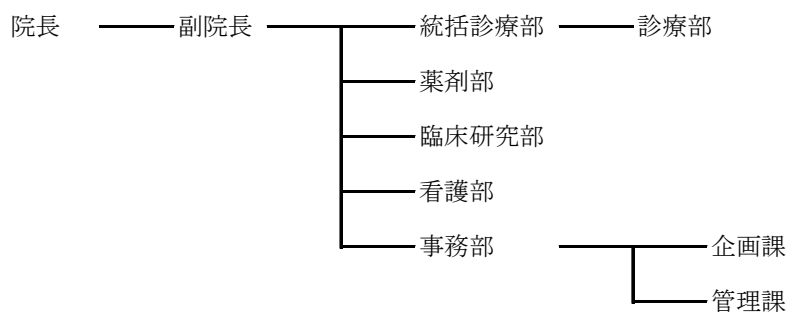 院長 副院長 統括診療部 診療部
薬剤部
臨床研究部
看護部
事務部 企画課
管理課